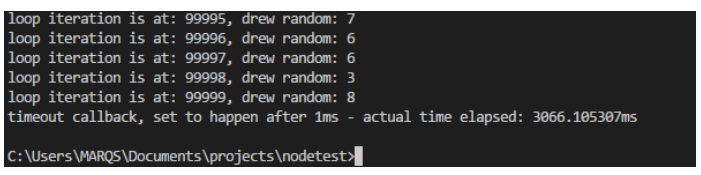 loop iteration is at: 99995, drew random: 7
loop iteration is at: 99996, drew random: 6
loop iteration is at: 99997, drew random: 6
loop iteration is at: 99998, drew random: 3
loop iteration is at: 99999, drew random: 8
timeout callback, set to happen after 1ms - actual time elapsed: 3066.105307ms
C:\Users\MARQS\Documents\projects\nodetest>